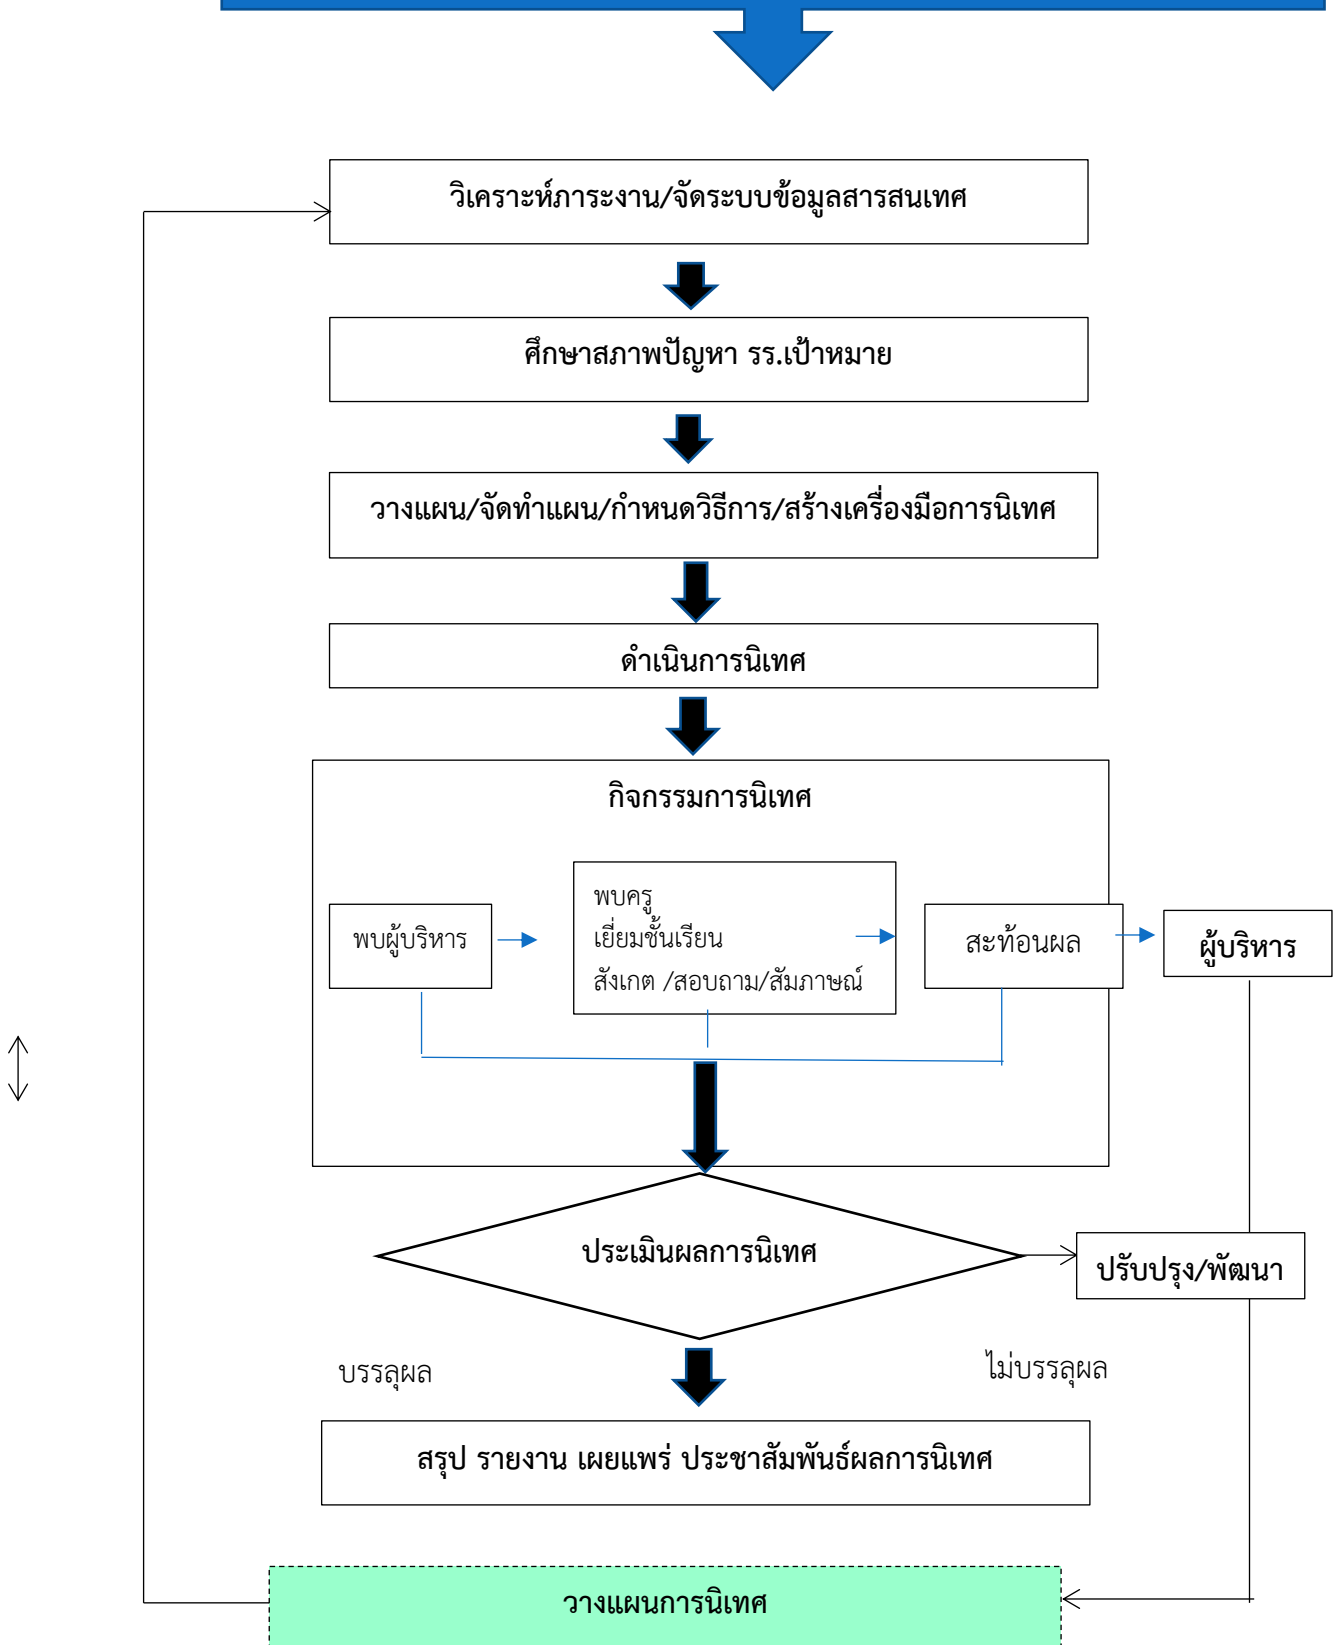 วิเคราะห์ภาระงาน/จัดระบบข้อมูลสารสนเทศ
ศึกษาสภาพปัญหา รร.เป้าหมาย
วางแผน/จัดทำแผน/กำหนดวิธีการ/สร้างเครื่องมือการนิเทศ
ดำเนินการนิเทศ
กิจกรรมการนิเทศ
พบผู้บริหาร
พบครู
เยี่ยมชั้นเรียน
สังเกต /สอบถาม/สัมภาษณ์
สะท้อนผล
ผู้บริหาร
ประเมินผลการนิเทศ
ปรับปรุง/พัฒนา
บรรลุผล
ไม่บรรลุผล
สรุป รายงาน เผยแพร่ ประชาสัมพันธ์ผลการนิเทศ
วางแผนการนิเทศ